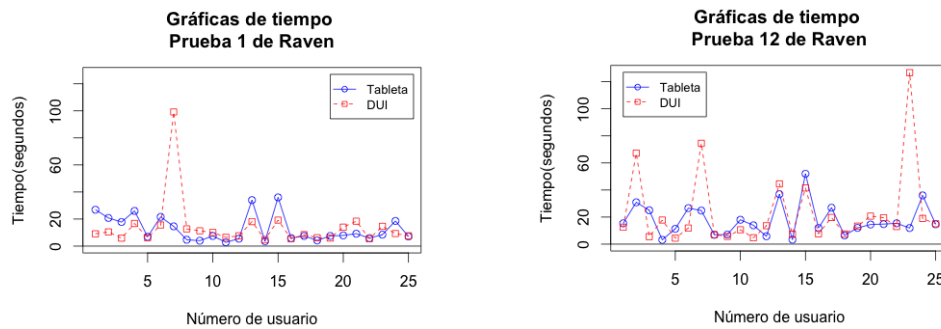 Gráficas de tiempo
Prueba 1 de Raven
Tableta
DUI
Tiempo(segundos)
100
60
20
0
5
10
15
20
25
Número de usuario
Gráficas de tiempo
Prueba 12 de Raven
Tableta
DUI
Tiempo(segundos)
100
60
20
0
5
10
15
20
25
Número de usuario